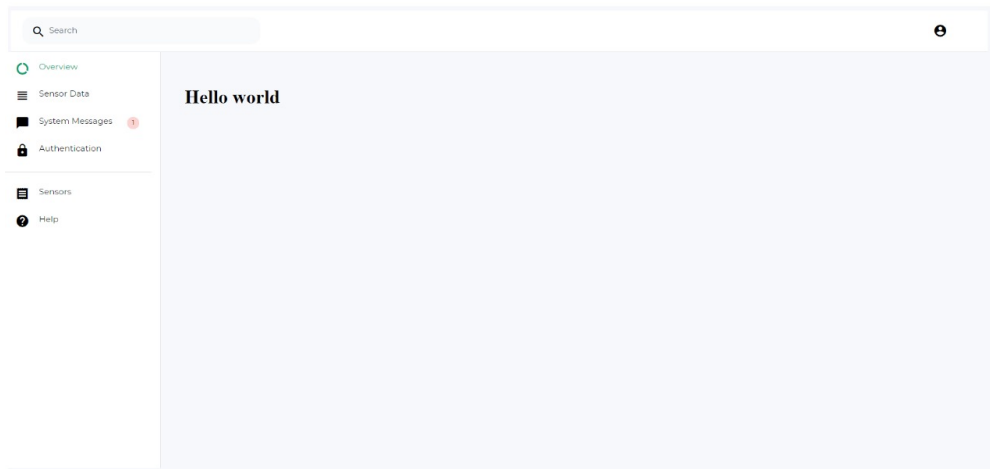 Search
Overview
Sensor Data
System Messages 1
Authentication
Sensors
Help
Hello world